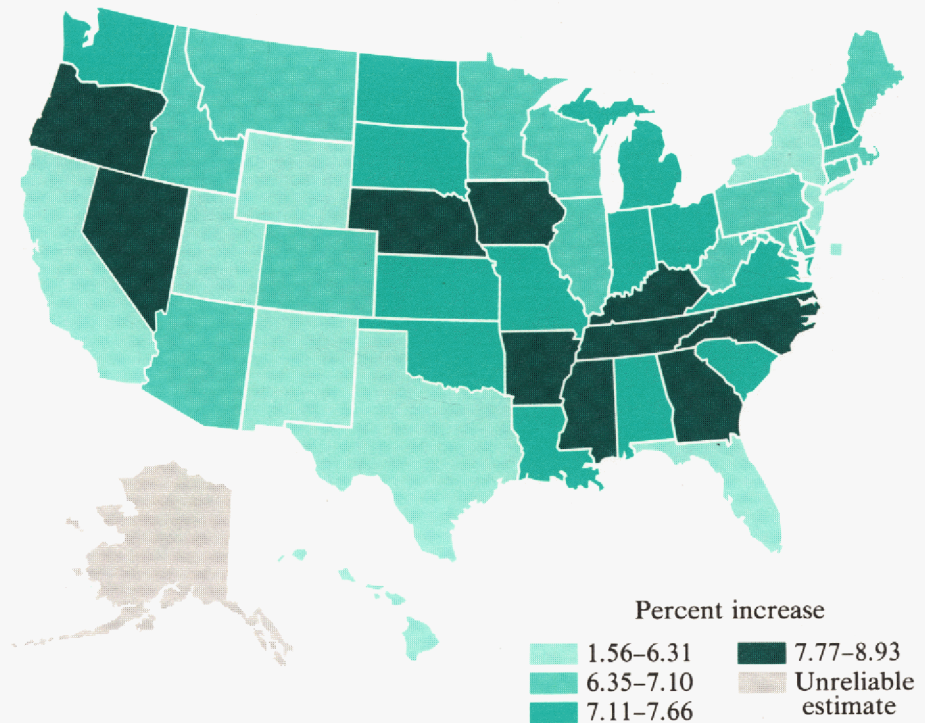 Percent increase
1.56–6.31
6.35–7.10
7.11–7.66
7.77–8.93
Unreliable
estimate